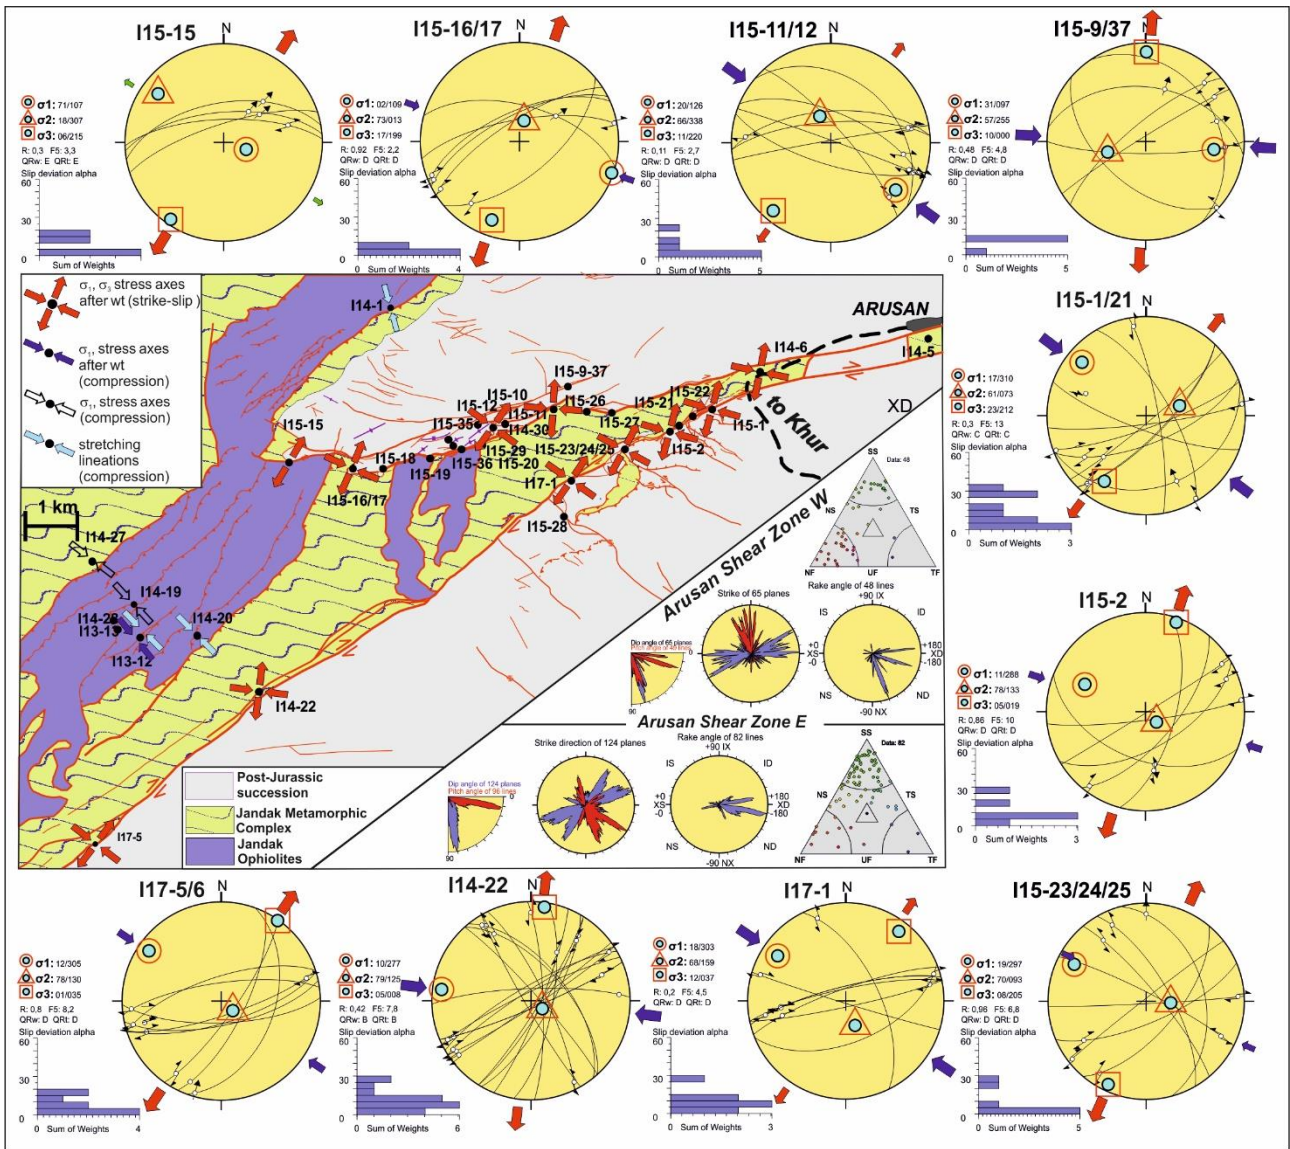 I15-15
N
σ1: 71/107
σ2: 18/307
σ3: 06/215
R: 0,3 F5: 3,3
QRw: E QRt: E
Slip deviation alpha
60
30
0
0
Sum of Weights
I15-16/17
N
σ1: 02/109
σ2: 73/013
σ3: 17/199
R: 0,92 F5: 2,2
QRw: D QRt: D
Slip deviation alpha
60
30
0
0 Sum of Weights 4
I15-11/12
N
σ1: 20/126
σ2: 66/338
σ3: 11/220
R: 0,11 F5: 2,7
QRw: D QRt: D
Slip deviation alpha
60
30
0
0 Sum of Weights 5
I15-9/37
N
σ1: 31/097
σ2: 57/255
σ3: 10/000
R: 0,48 F5: 4,8
QRw: D QRt: D
Slip deviation alpha
60
30
0
0 Sum of Weights 5
σ1, σ3 stress axes
after wt (strike-slip )
σ1, stress axes
after wt
(compression)
σ1, stress axes
(compression)
stretching
lineations
(compression)
1 km
I14-1
ARUSAN
I14-6
I14-5
XD
to Khur
I15-9-37
I15-10
I15-12
I15-11
I15-26
I15-22
I15-21
I15-27
I15-1
I15-35
I14-30
I15-15
I15-29
I15-23/24/25
I15-2
I15-18
I15-19
I15-36
I15-20
I15-16/17
I17-1
I15-28
I14-27
I14-19
I14-28
I13-13
I14-20
I13-12
I14-22
I17-5
Post-Jurassic
succession
Jandak Metamorphic
Complex
Jandak
Ophiolites
Arusan Shear Zone W
SS
Data: 48
NS
TS
NF
UF
TF
Strike of 65 planes
Rake angle of 48 lines
+90 IX
Dip angle of 65 planes
Pitch angle of 48 lines
0
90
IS
ID
+0
XS
-0
+180
XD
-180
NS
ND
-90 NX
Arusan Shear Zone E
Strike direction of 124 planes
Rake angle of 82 lines
+90 IX
SS
Data: 82
Dip angle of 124 planes
Pitch angle of 96 lines
0
90
IS
ID
+0
XS
-0
+180
XD
-180
NS
ND
-90 NX
NS
TS
NF
UF
TF
I15-1/21
N
σ1: 17/310
σ2: 61/073
σ3: 23/212
R: 0,3 F5: 13
QRw: C QRt: C
Slip deviation alpha
60
30
0
0 Sum of Weights 3
I15-2
N
σ1: 11/288
σ2: 78/133
σ3: 05/019
R: 0,86 F5: 10
QRw: D QRt: D
Slip deviation alpha
60
30
0
0 Sum of Weights 3
I17-5/6
N
σ1: 12/305
σ2: 78/130
σ3: 01/035
R: 0,8 F5: 8,2
QRw: D QRt: D
Slip deviation alpha
60
30
0
0 Sum of Weights 4
I14-22
N
σ1: 10/277
σ2: 79/125
σ3: 05/008
R: 0,42 F5: 7,8
QRw: B QRt: B
Slip deviation alpha
60
30
0
0 Sum of Weights 6
I17-1
N
σ1: 18/303
σ2: 68/159
σ3: 12/037
R: 0,2 F5: 4,5
QRw: D QRt: D
Slip deviation alpha
60
30
0
0 Sum of Weights 3
I15-23/24/25
N
σ1: 19/297
σ2: 70/093
σ3: 08/205
R: 0,96 F5: 6,8
QRw: D QRt: D
Slip deviation alpha
60
30
0
0 Sum of Weights 5